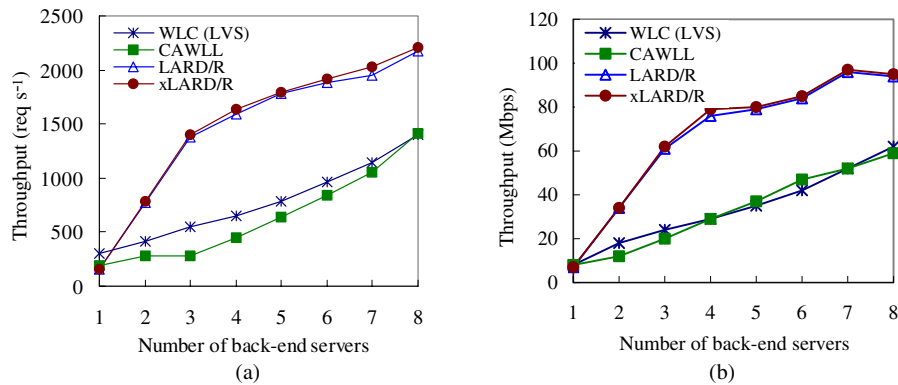 2500
2000
1500
1000
500
0
Throughput (req s⁻¹)
WLC (LVS)
CAWLL
LARD/R
xLARD/R
1 2 3 4 5 6 7 8
Number of back-end servers
(a)
120
100
80
60
40
20
0
Throughput (Mbps)
WLC (LVS)
CAWLL
LARD/R
xLARD/R
1 2 3 4 5 6 7 8
Number of back-end servers
(b)